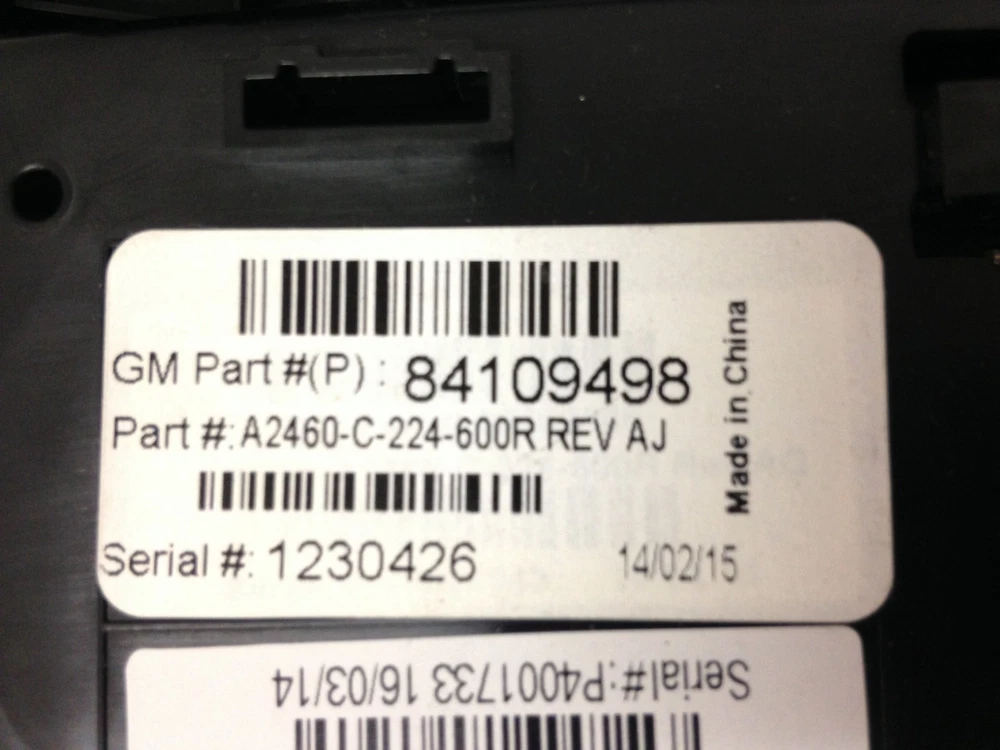 GM Part #(P) : 84109498
Part #: A2460-C-224-600R REV AJ
Serial #: 1230426
14/02/15
Made in China
Serial#:P4001733 16/03/14